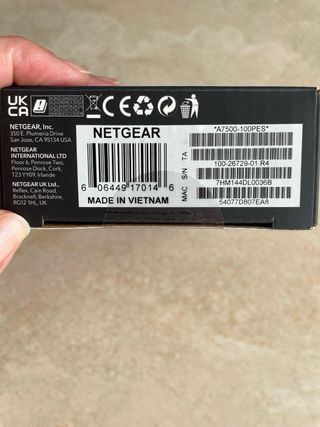 UK
CA
CE
NETGEAR, Inc.
350 E. Plumeria Drive
San Jose, CA 95134 USA
NETGEAR
INTERNATIONAL LTD
Floor 6, Penrose Two,
Penrose Dock, Cork,
T23 YY09, Irlande
NETGEAR UK Ltd.,
Reflex, Cain Road,
Bracknell, Berkshire,
RG12 1HL, UK
NETGEAR
6 06449 17014 6
MADE IN VIETNAM
*A7500-100PES*
TA
100-26729-01 R4
S/N
7HM144DL0036B
MAC
54077D807EA8